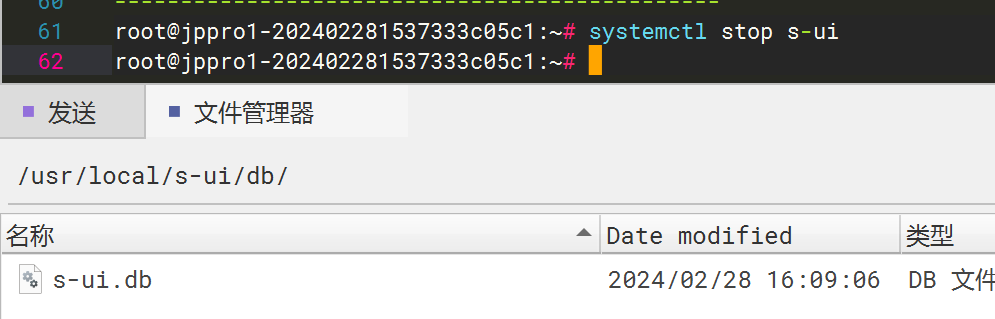 60 ---------------------------------------------
61 root@jppro1-202402281537333c05c1:~# systemctl stop s-ui
62 root@jppro1-202402281537333c05c1:~#
发送 文件管理器
/usr/local/s-ui/db/
名称 Date modified 类型
s-ui.db 2024/02/28 16:09:06 DB 文件